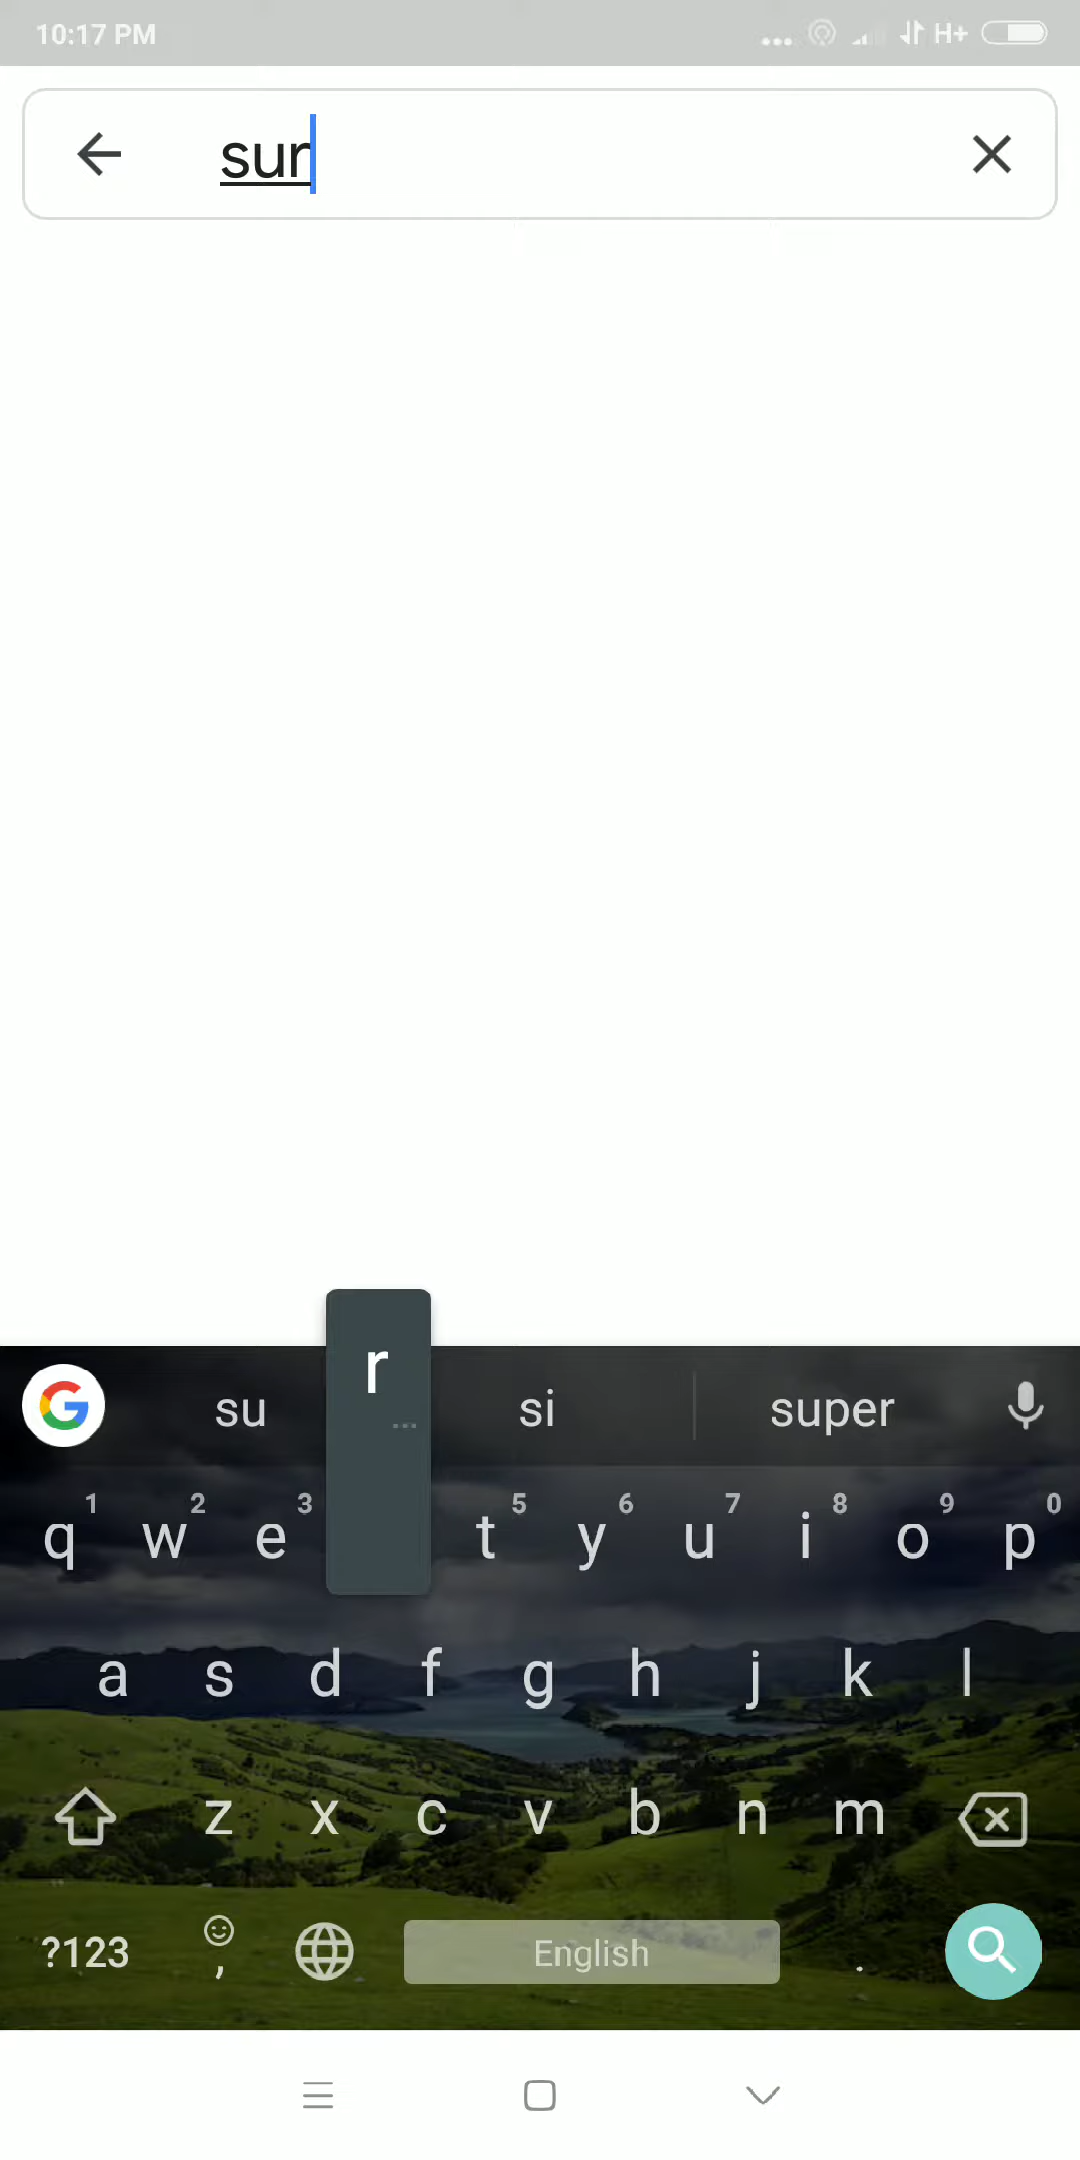 10:17 PM
H+
sur
r
su
si
super
1 2 3 5 6 7 8 9 0
q w e t y u i o p
a s d f g h j k l
z x c v b n m
?123 , English .